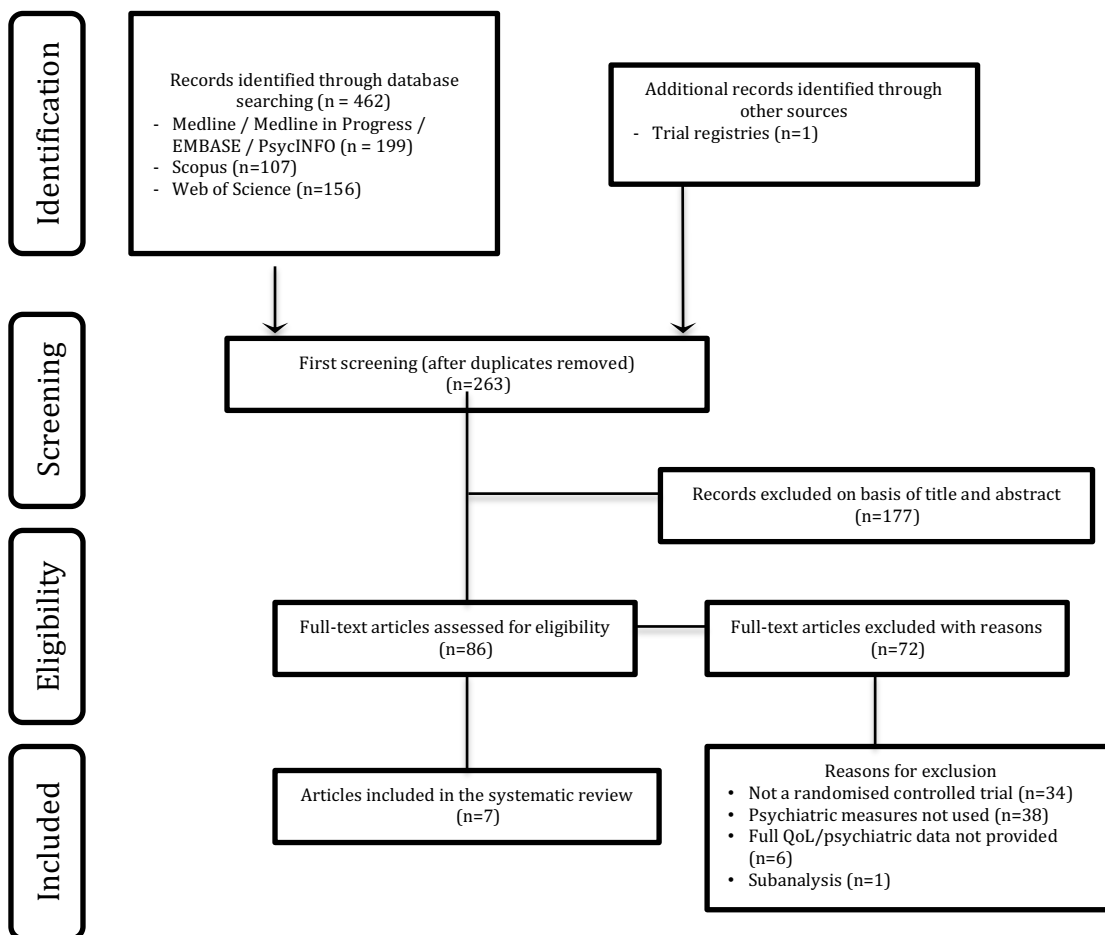 Identification
Records identified through database
searching (n = 462)
- Medline / Medline in Progress /
EMBASE / PsycINFO (n = 199)
- Scopus (n=107)
- Web of Science (n=156)
Additional records identified through
other sources
- Trial registries (n=1)
Screening
First screening (after duplicates removed)
(n=263)
Records excluded on basis of title and abstract
(n=177)
Eligibility
Full-text articles assessed for eligibility
(n=86)
Full-text articles excluded with reasons
(n=72)
Included
Articles included in the systematic review
(n=7)
Reasons for exclusion
• Not a randomised controlled trial (n=34)
• Psychiatric measures not used (n=38)
• Full QoL/psychiatric data not provided
(n=6)
• Subanalysis (n=1)